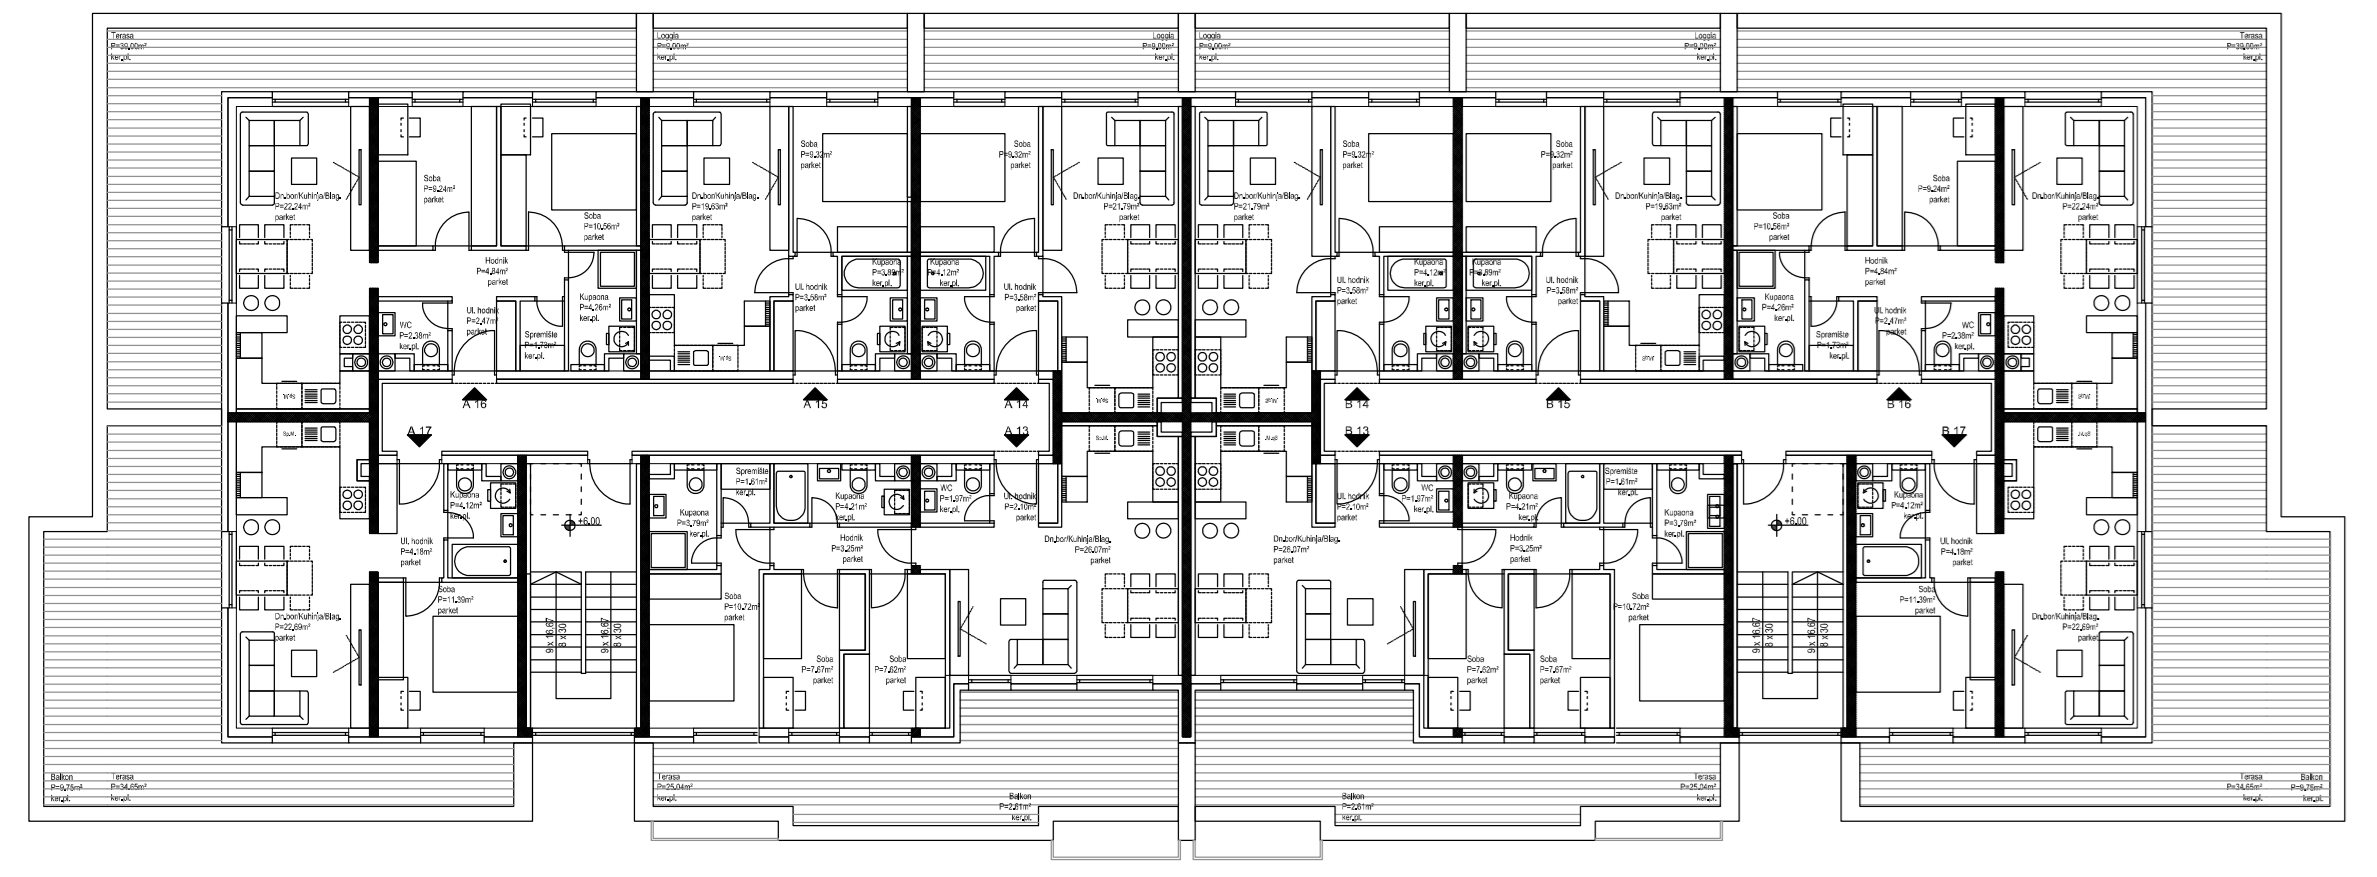 Terasa
P=39,00m²
ker.pl.
Loggia
P=9,00m²
ker.pl.
Loggia
P=9,00m²
ker.pl.
Loggia
P=9,00m²
ker.pl.
Loggia
P=9,00m²
ker.pl.
Terasa
P=39,00m²
ker.pl.
Dn.bor/Kuhinja/Blag.
P=22.24m²
parket
Soba
P=9.24m²
parket
Soba
P=10.56m²
parket
Dn.bor/Kuhinja/Blag.
P=19.63m²
parket
Soba
P=9.32m²
parket
Soba
P=9.32m²
parket
Dn.bor/Kuhinja/Blag.
P=21.79m²
parket
Dn.bor/Kuhinja/Blag.
P=21.79m²
parket
Soba
P=9.32m²
parket
Soba
P=9.32m²
parket
Dn.bor/Kuhinja/Blag.
P=19.63m²
parket
Soba
P=10.56m²
parket
Soba
P=9.24m²
parket
Dn.bor/Kuhinja/Blag.
P=22.24m²
parket
Hodnik
P=4.84m²
parket
Kupaona
P=4.26m²
ker.pl.
WC
P=2.38m²
ker.pl.
Ul. hodnik
P=2.47m²
parket
Spremište
P=1.73m²
ker.pl.
Ul. hodnik
P=3.58m²
parket
Kupaona
P=3.89m²
ker.pl.
Kupaona
P=4.12m²
ker.pl.
Ul. hodnik
P=3.58m²
parket
Ul. hodnik
P=3.58m²
parket
Kupaona
P=4.12m²
ker.pl.
Kupaona
P=3.89m²
ker.pl.
Ul. hodnik
P=3.58m²
parket
Hodnik
P=4.84m²
parket
Kupaona
P=4.26m²
ker.pl.
Spremište
P=1.73m²
ker.pl.
Ul. hodnik
P=2.47m²
parket
WC
P=2.38m²
ker.pl.
A 16
A 15
A 14
B 14
B 15
B 16
A 17
A 13
B 13
B 17
Kupaona
P=4.12m²
ker.pl.
Ul. hodnik
P=4.18m²
parket
Soba
P=11.39m²
parket
Dn.bor/Kuhinja/Blag.
P=22.69m²
parket
+6,00
9 x 16.67
8 x 30
9 x 16.67
8 x 30
Kupaona
P=3.79m²
ker.pl.
Spremište
P=1.61m²
ker.pl.
Kupaona
P=4.21m²
ker.pl.
WC
P=1.97m²
ker.pl.
Ul. hodnik
P=2.10m²
parket
Hodnik
P=3.25m²
parket
Dn.bor/Kuhinja/Blag.
P=26.07m²
parket
Soba
P=10.72m²
parket
Soba
P=7.67m²
parket
Soba
P=7.62m²
parket
Ul. hodnik
P=2.10m²
parket
WC
P=1.97m²
ker.pl.
Kupaona
P=4.21m²
ker.pl.
Spremište
P=1.61m²
ker.pl.
Kupaona
P=3.79m²
ker.pl.
Dn.bor/Kuhinja/Blag.
P=26.07m²
parket
Hodnik
P=3.25m²
parket
Soba
P=7.62m²
parket
Soba
P=7.67m²
parket
Soba
P=10.72m²
parket
+6,00
9 x 16.67
8 x 30
9 x 16.67
8 x 30
Kupaona
P=4.12m²
ker.pl.
Ul. hodnik
P=4.18m²
parket
Soba
P=11.39m²
parket
Dn.bor/Kuhinja/Blag.
P=22.69m²
parket
Balkon
P=9.75m²
ker.pl.
Terasa
P=34.65m²
ker.pl.
Terasa
P=25.04m²
ker.pl.
Balkon
P=2.61m²
ker.pl.
Balkon
P=2.61m²
ker.pl.
Terasa
P=25.04m²
ker.pl.
Terasa
P=34.65m²
ker.pl.
Balkon
P=9.75m²
ker.pl.